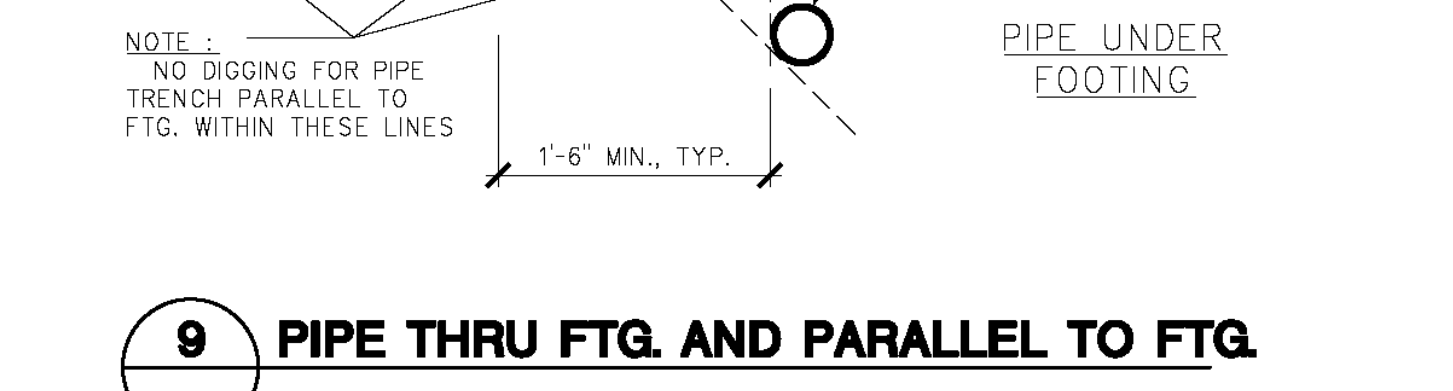 NOTE :
NO DIGGING FOR PIPE
TRENCH PARALLEL TO
FTG. WITHIN THESE LINES
1'-6" MIN., TYP.
PIPE UNDER
FOOTING
9 PIPE THRU FTG. AND PARALLEL TO FTG.